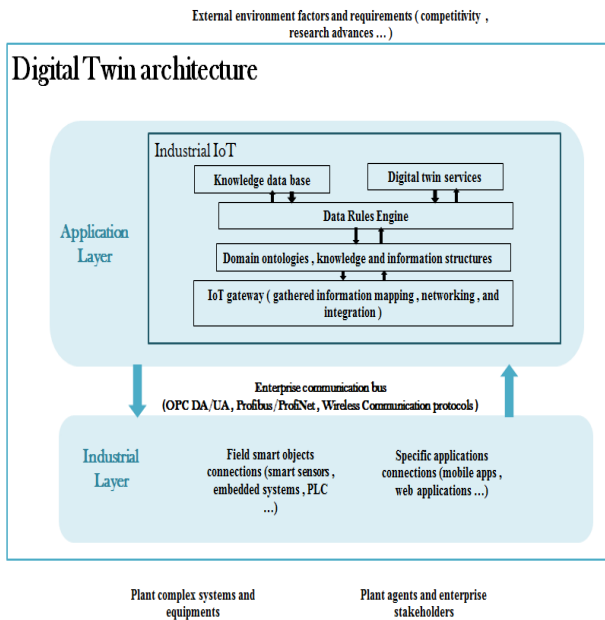 External environment factors and requirements ( competitivity ,
research advances ... )
Digital Twin architecture
Industrial IoT
Knowledge data base
Digital twin services
Data Rules Engine
Application
Layer
Domain ontologies , knowledge and information structures
IoT gateway ( gathered information mapping , networking , and
integration )
Enterprise communication bus
(OPC DA/UA , Profibus/ProfiNet , Wireless Communication protocols )
Industrial
Layer
Field smart objects
connections (smart sensors ,
embedded systems , PLC
...)
Specific applications
connections (mobile apps ,
web applications ...)
Plant complex systems and
equipments
Plant agents and enterprise
stakeholders